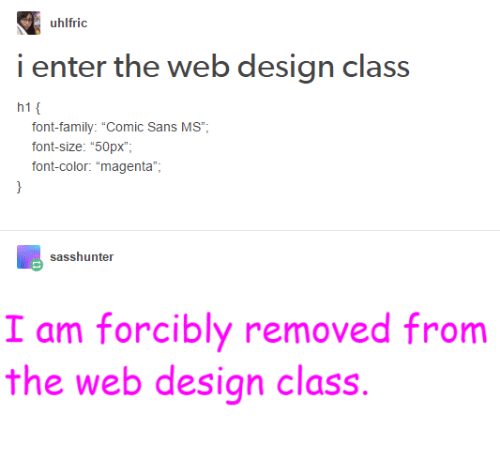 uhlfric
i enter the web design class
h1 {
font-family: “Comic Sans MS”;
font-size: “50px”;
font-color: “magenta”;
}
sasshunter
I am forcibly removed from
the web design class.